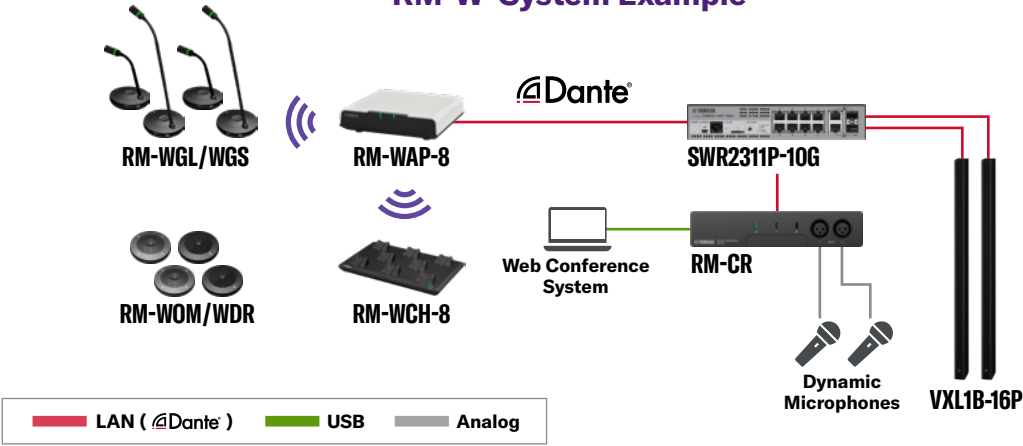 RM-W System Example
Dante
RM-WGL/WGS
RM-WAP-8
SWR2311P-10G
Web Conference
System
RM-CR
RM-WOM/WDR
RM-WCH-8
Dynamic
Microphones
VXL1B-16P
LAN ( Dante )
USB
Analog